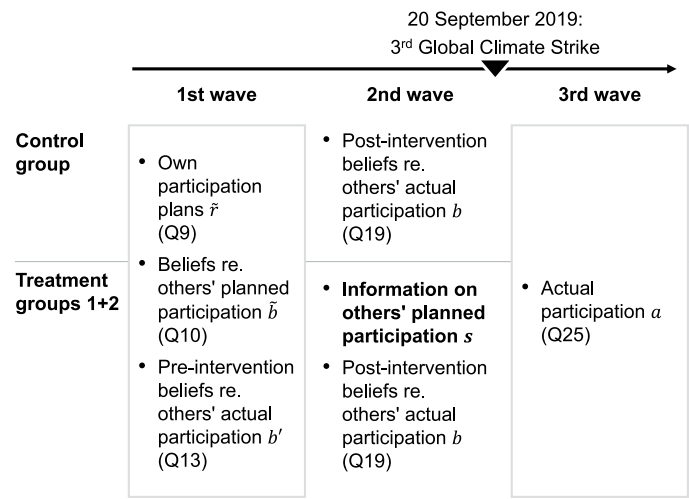 20 September 2019:
3rd Global Climate Strike
1st wave
2nd wave
3rd wave
Control
group
Treatment
groups 1+2
• Own
participation
plans r̃
(Q9)
• Beliefs re.
others' planned
participation b̃
(Q10)
• Pre-intervention
beliefs re.
others' actual
participation b′
(Q13)
• Post-intervention
beliefs re.
others' actual
participation b
(Q19)
• Information on
others' planned
participation s
• Post-intervention
beliefs re.
others' actual
participation b
(Q19)
• Actual
participation a
(Q25)